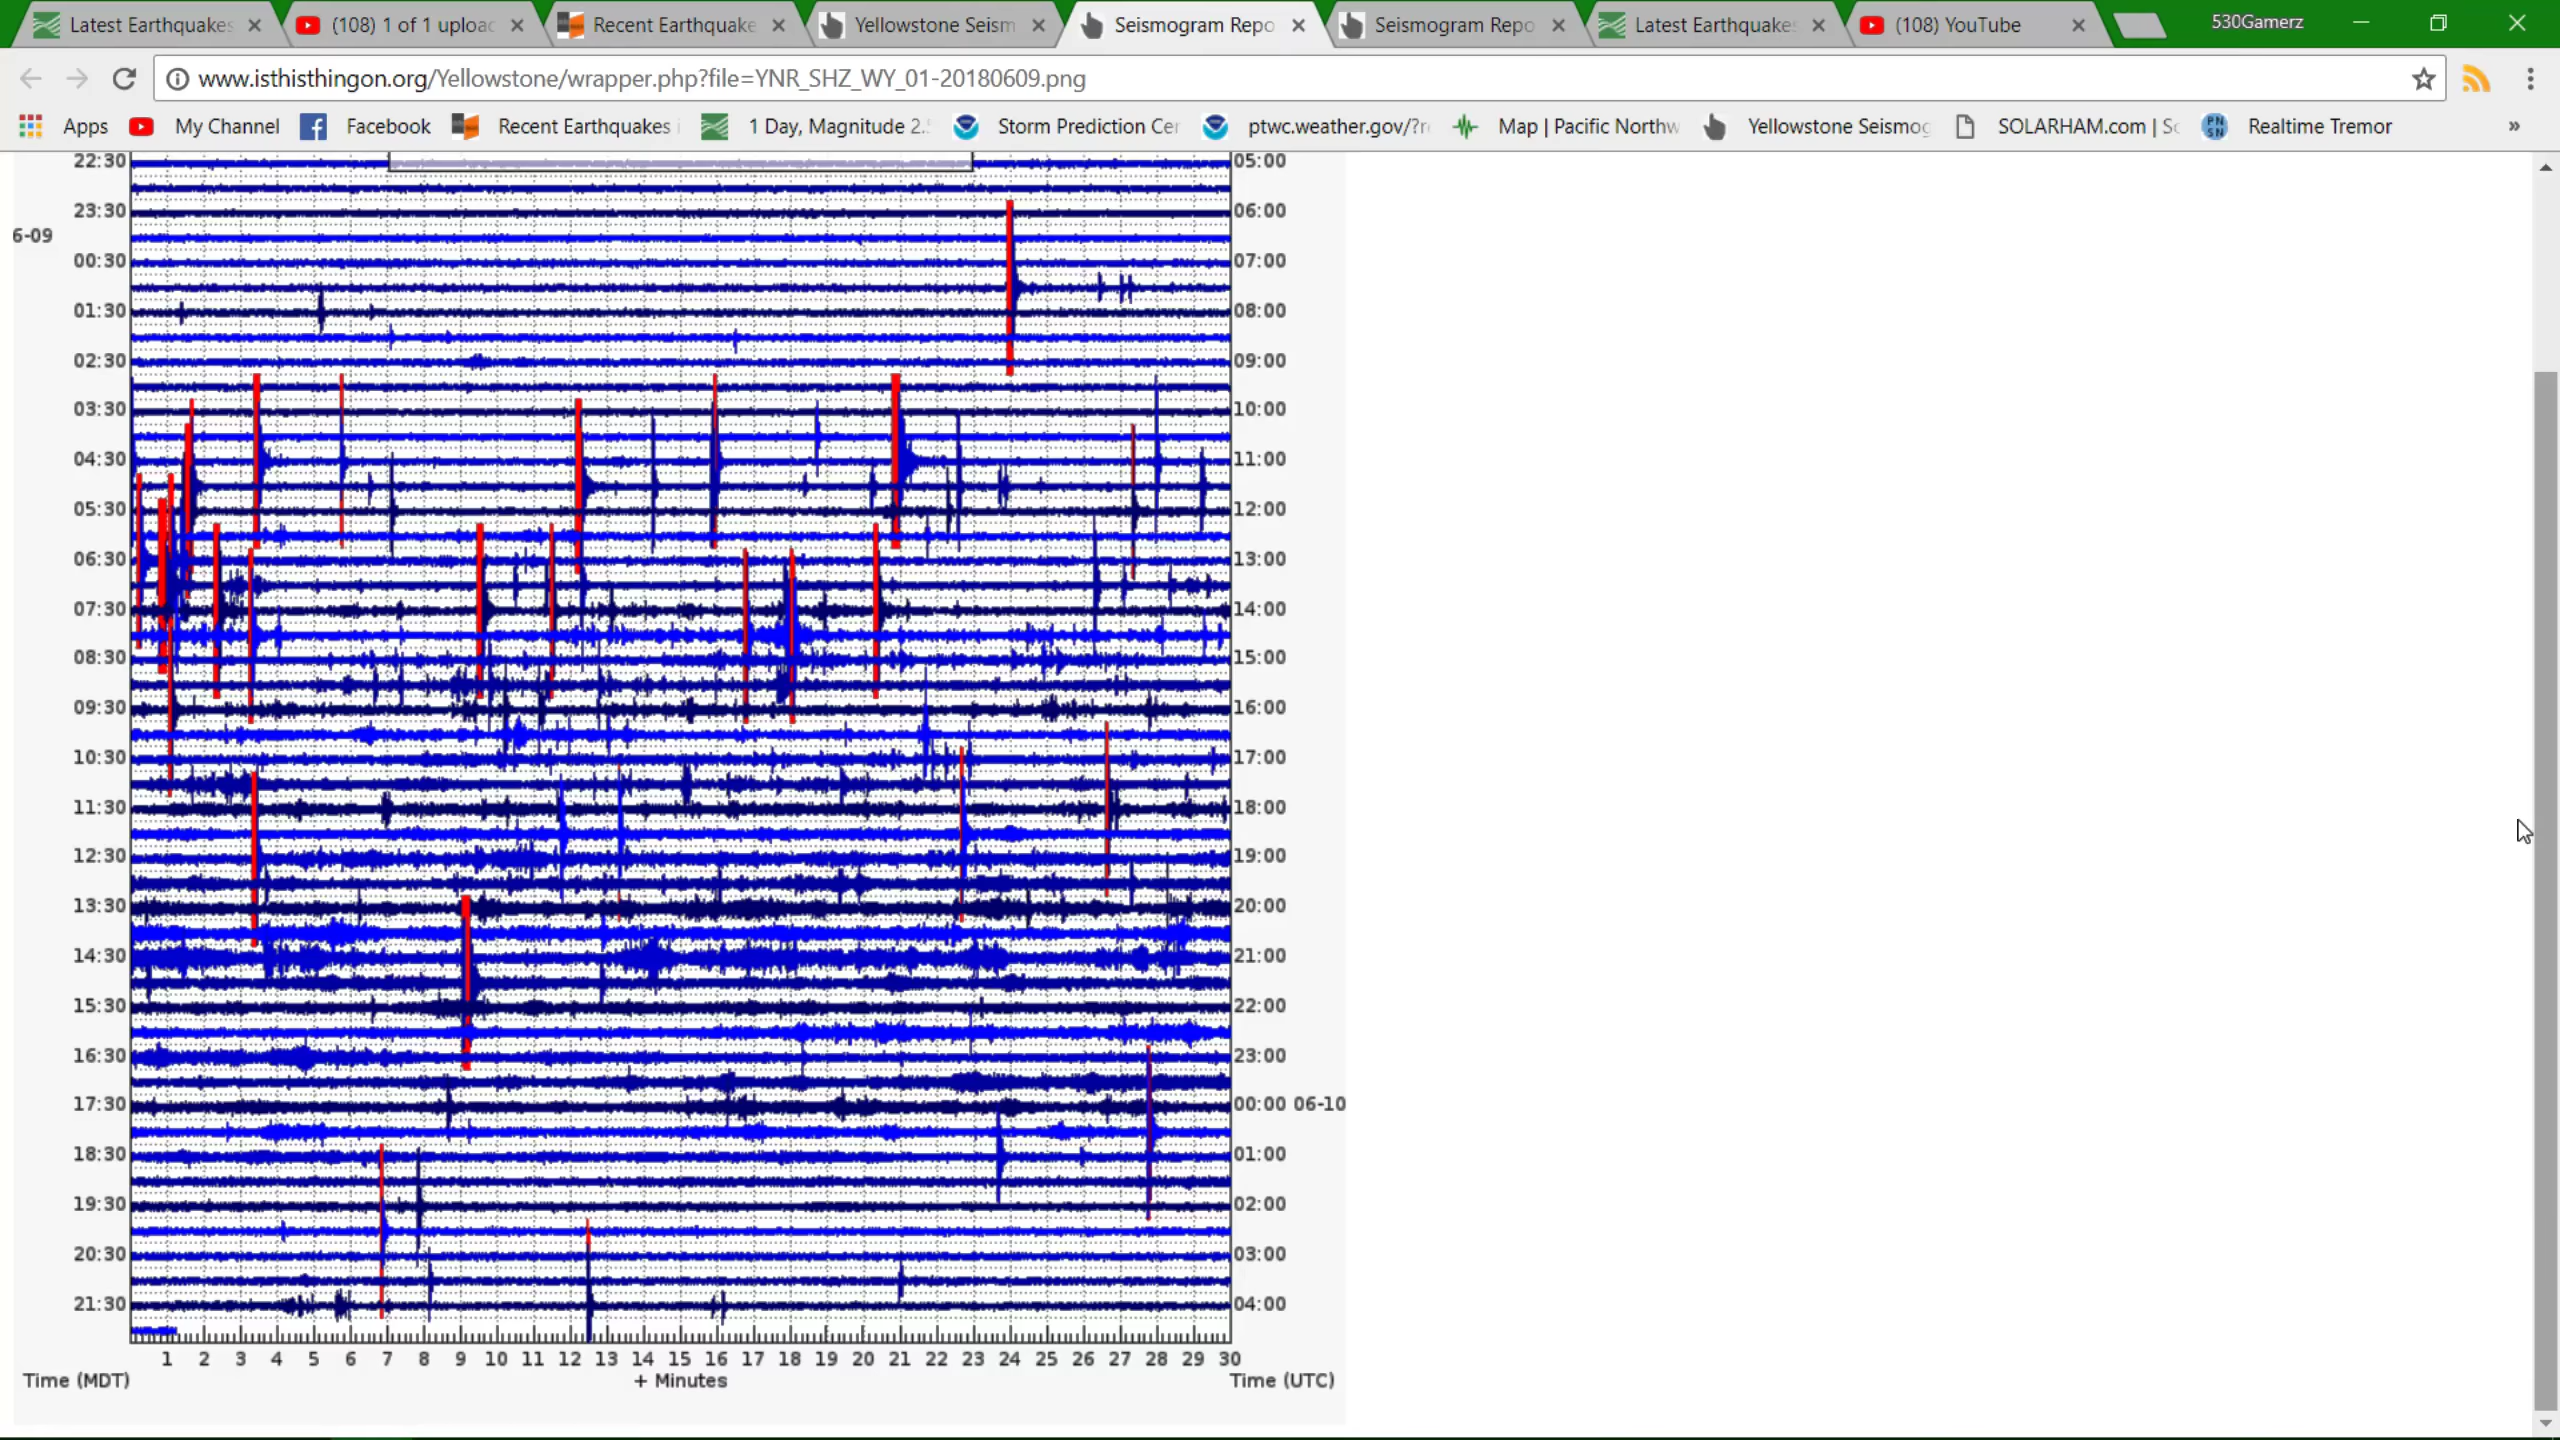 Latest Earthquakes
(108) 1 of 1 upload
Recent Earthquake
Yellowstone Seism
Seismogram Repo
Seismogram Repo
Latest Earthquakes
(108) YouTube
530Gamerz
www.isthisthingon.org/Yellowstone/wrapper.php?file=YNR_SHZ_WY_01-20180609.png
Apps My Channel Facebook Recent Earthquakes i 1 Day, Magnitude 2.5 Storm Prediction Cen ptwc.weather.gov/?r Map | Pacific Northw Yellowstone Seismog SOLARHAM.com | So PNSN Realtime Tremor »
22:30 05:00
23:30 06:00
6-09
00:30 07:00
01:30 08:00
02:30 09:00
03:30 10:00
04:30 11:00
05:30 12:00
06:30 13:00
07:30 14:00
08:30 15:00
09:30 16:00
10:30 17:00
11:30 18:00
12:30 19:00
13:30 20:00
14:30 21:00
15:30 22:00
16:30 23:00
17:30 00:00 06-10
18:30 01:00
19:30 02:00
20:30 03:00
21:30 04:00
1 2 3 4 5 6 7 8 9 10 11 12 13 14 15 16 17 18 19 20 21 22 23 24 25 26 27 28 29 30
Time (MDT) + Minutes Time (UTC)